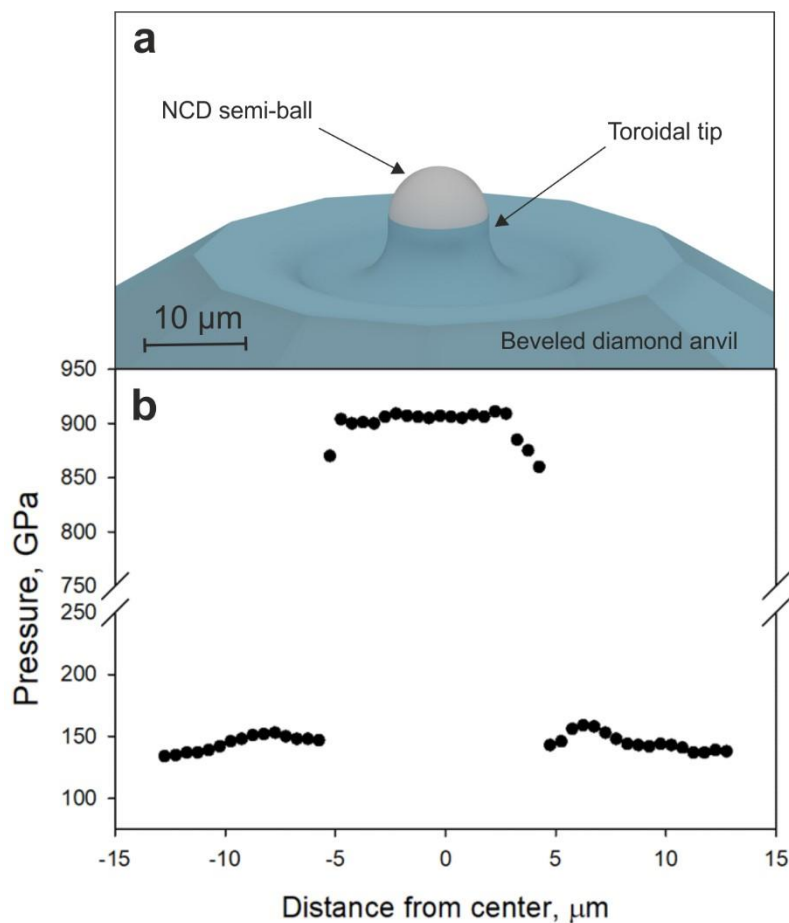 a
NCD semi-ball
Toroidal tip
10 μm
Beveled diamond anvil
b
950
900
850
800
750
250
200
150
100
Pressure, GPa
-15 -10 -5 0 5 10 15
Distance from center, μm